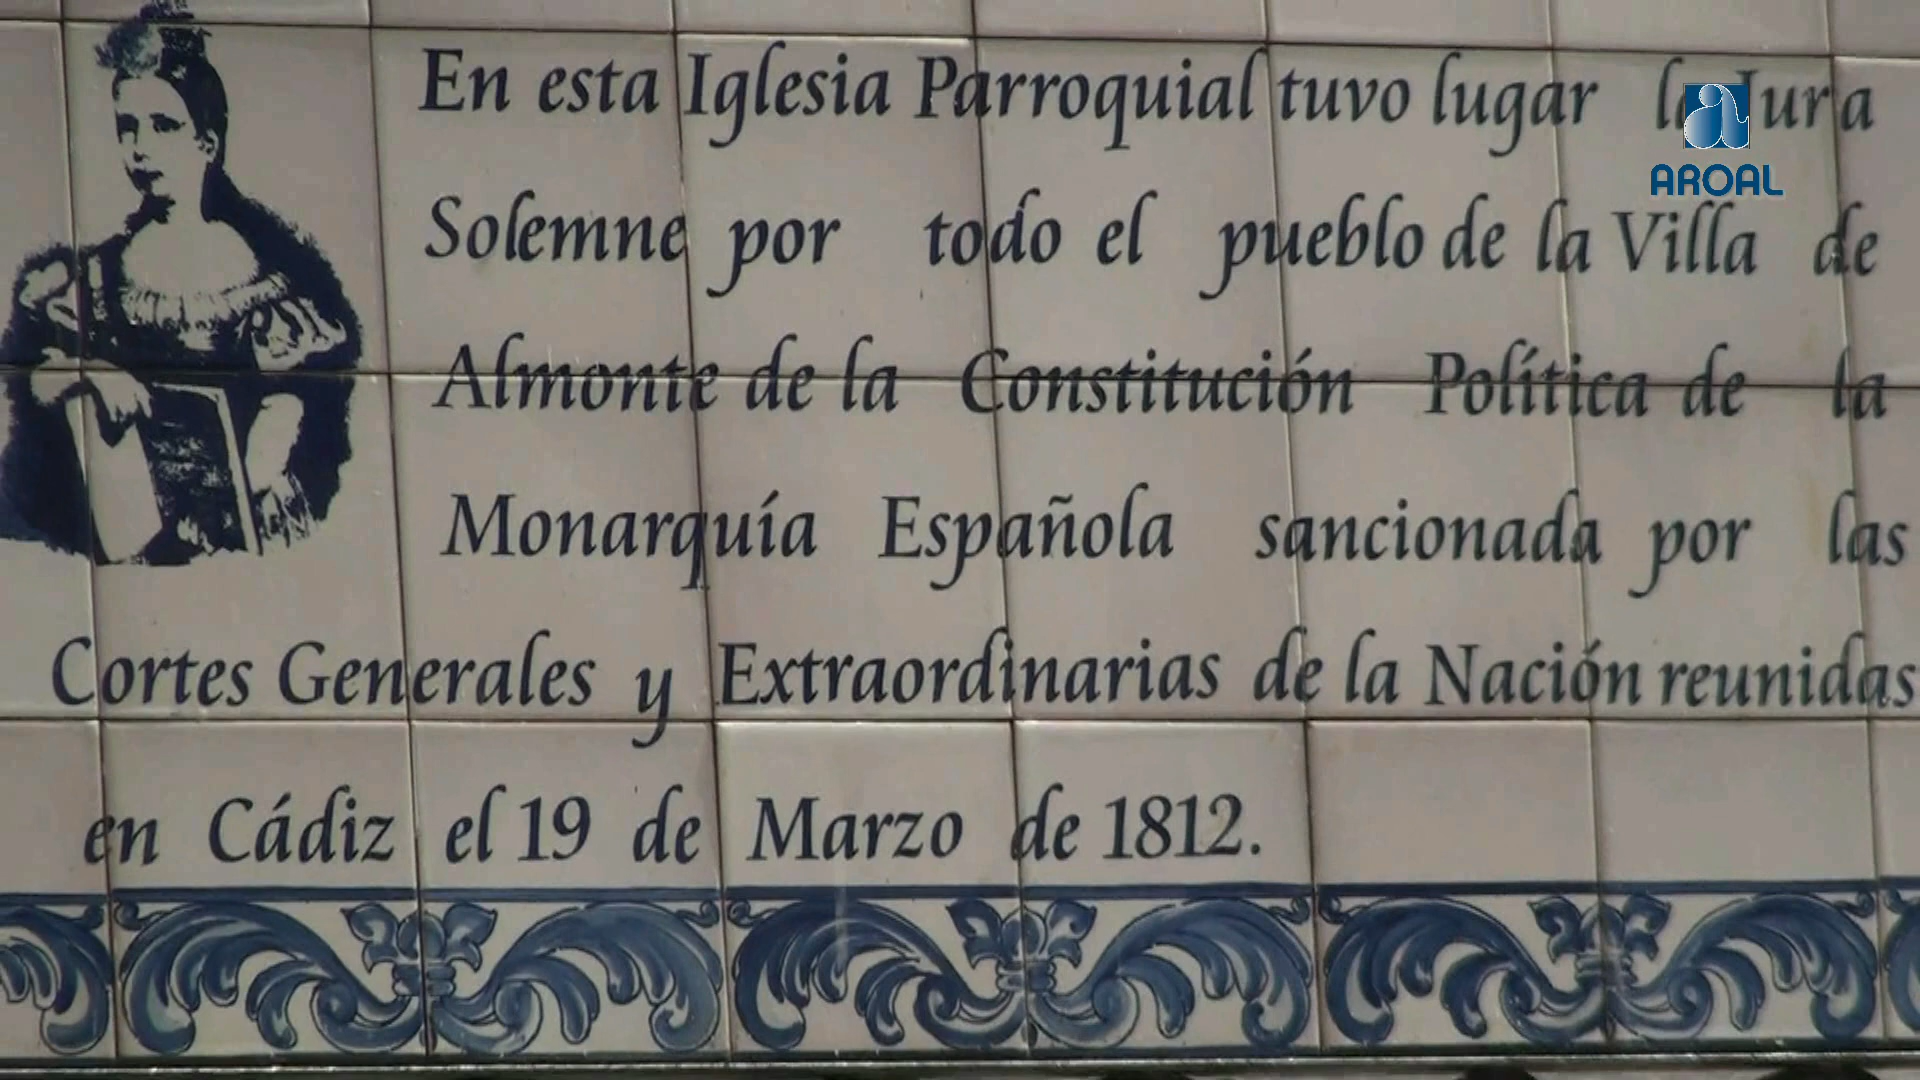 En esta Iglesia Parroquial tuvo lugar la Jura
Solemne por todo el pueblo de la Villa de
Almonte de la Constitución Política de la
Monarquía Española sancionada por las
Cortes Generales y Extraordinarias de la Nación reunidas
en Cádiz el 19 de Marzo de 1812.
a
AROAL